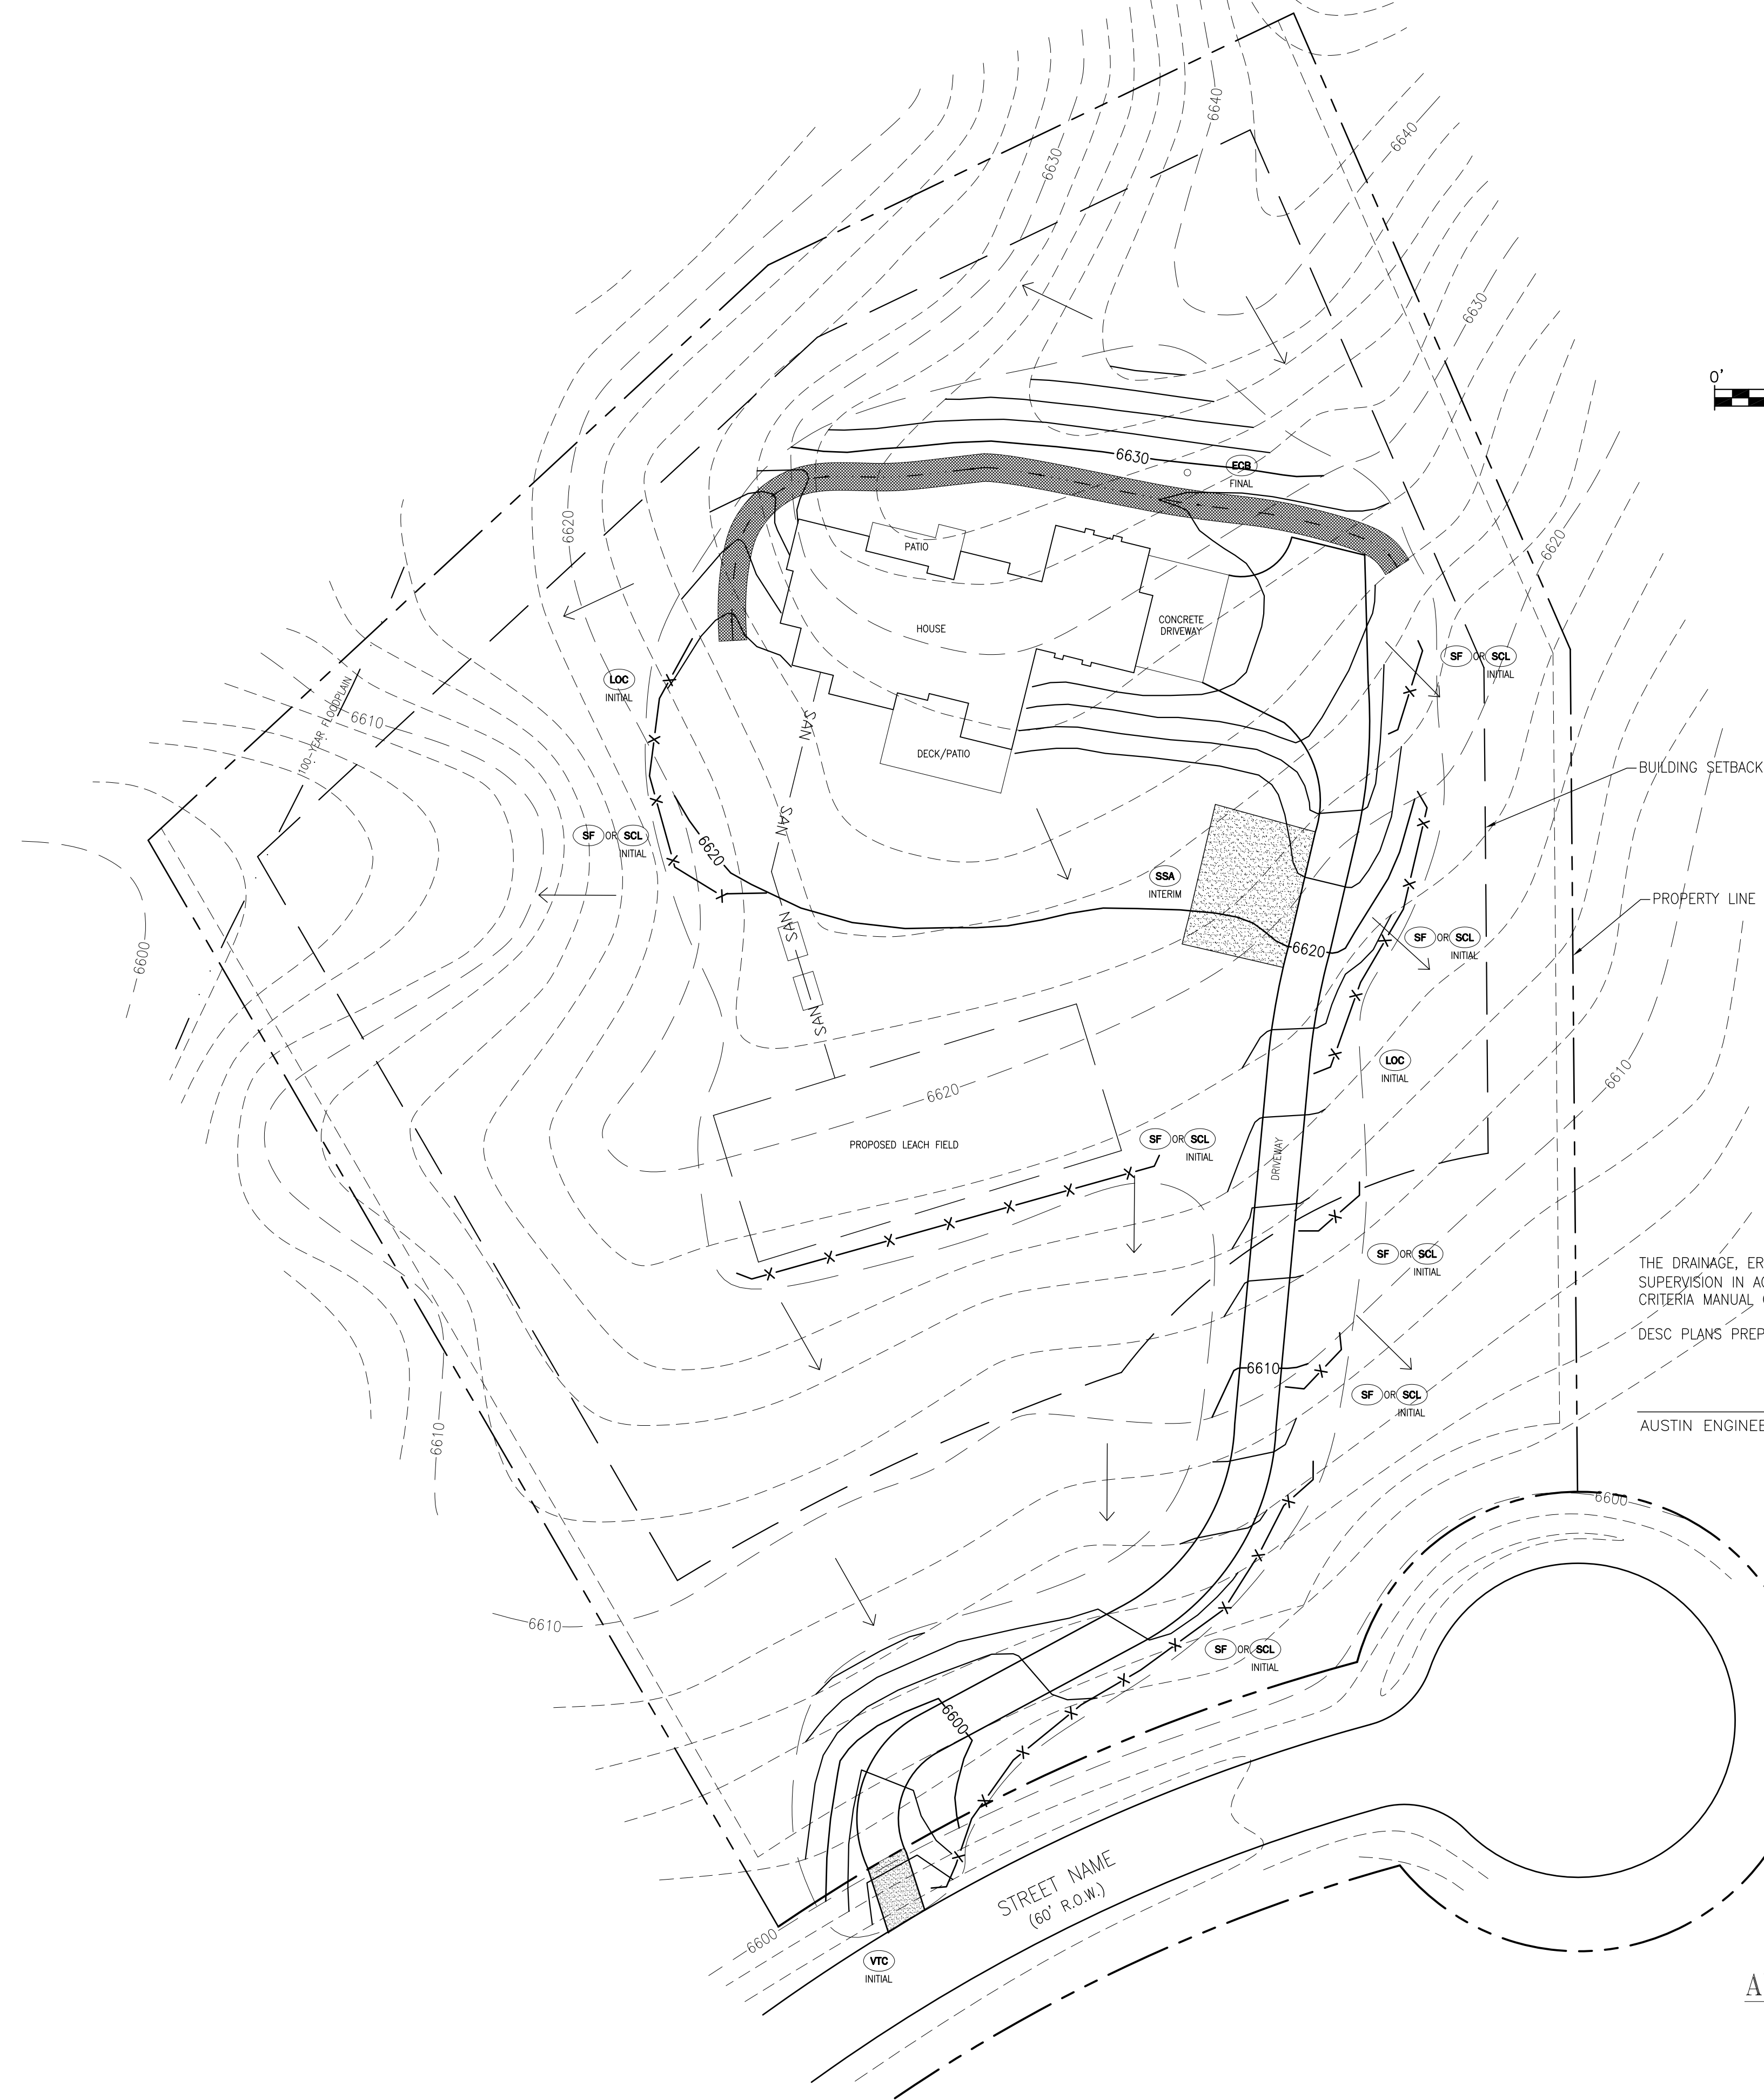 6640
6640
6630
6630
0'
6630
ECB
FINAL
6620
6620
PATIO
HOUSE
CONCRETE
DRIVEWAY
SF OR SCL
INITIAL
LOC
INITIAL
100-YEAR FLOODPLAIN
6610
SAN
DECK/PATIO
BUILDING SETBACK
SF OR SCL
INITIAL
SAN
6620
SSA
INTERIM
PROPERTY LINE
SAN
6600
6620
SF OR SCL
INITIAL
SAN
LOC
INITIAL
6610
6620
PROPOSED LEACH FIELD
SF OR SCL
INITIAL
DRIVEWAY
SF OR SCL
INITIAL
THE DRAINAGE, ER
SUPERVISION IN AC
CRITERIA MANUAL
DESC PLANS PREP
6610
SF OR SCL
INITIAL
AUSTIN ENGINEE
6610
6600
6610
SF OR SCL
INITIAL
6600
STREET NAME
(60' R.O.W.)
6600
VTC
INITIAL
A